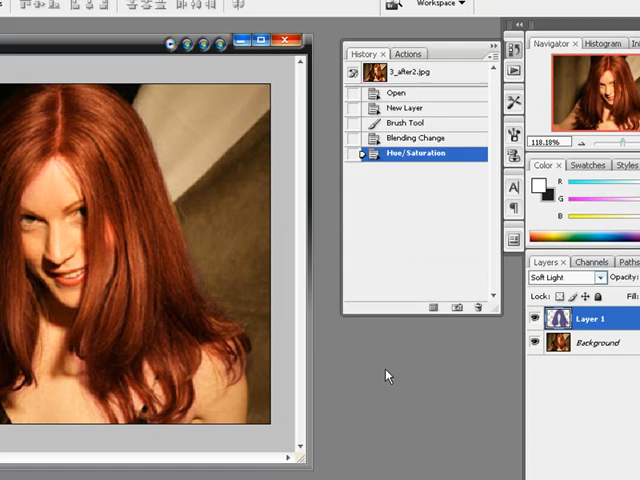 Workspace
History
Actions
3_after2.jpg
Open
New Layer
Brush Tool
Blending Change
Hue/Saturation
Navigator
Histogram
118.18%
Color
Swatches
Styles
R
G
B
A
Layers
Channels
Paths
Soft Light
Opacity:
Lock:
Fill:
Layer 1
Background